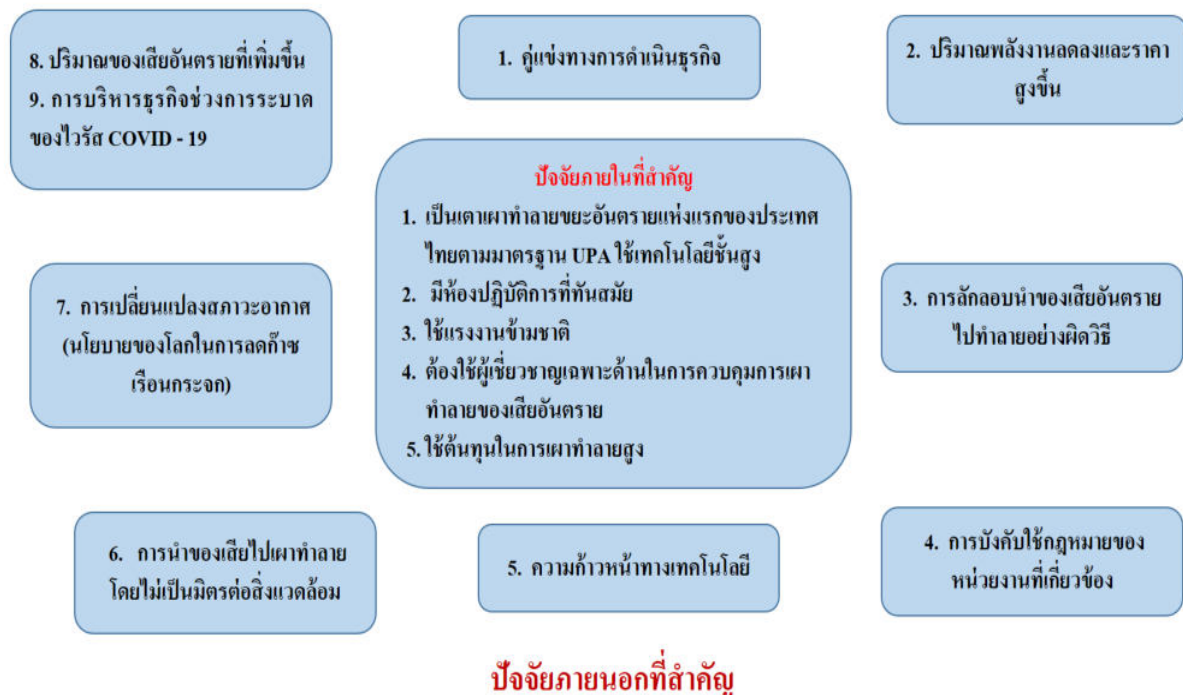 8. ปริมาณของเสียอันตรายที่เพิ่มขึ้น
9. การบริหารธุรกิจช่วงการระบาด
ของไวรัส COVID - 19
1. คู่แข่งทางการดำเนินธุรกิจ
2. ปริมาณพลังงานลดลงและราคา
สูงขึ้น
ปัจจัยภายในที่สำคัญ
1. เป็นเตาเผาทำลายขยะอันตรายแห่งแรกของประเทศ
ไทยตามมาตรฐาน UPA ใช้เทคโนโลยีชั้นสูง
2. มีห้องปฏิบัติการที่ทันสมัย
3. ใช้แรงงานข้ามชาติ
4. ต้องใช้ผู้เชี่ยวชาญเฉพาะด้านในการควบคุมการเผา
ทำลายของเสียอันตราย
5. ใช้ต้นทุนในการเผาทำลายสูง
7. การเปลี่ยนแปลงสภาวะอากาศ
(นโยบายของโลกในการลดก๊าซ
เรือนกระจก)
3. การลักลอบนำของเสียอันตราย
ไปทำลายอย่างผิดวิธี
6. การนำของเสียไปเผาทำลาย
โดยไม่เป็นมิตรต่อสิ่งแวดล้อม
5. ความก้าวหน้าทางเทคโนโลยี
4. การบังคับใช้กฎหมายของ
หน่วยงานที่เกี่ยวข้อง
ปัจจัยภายนอกที่สำคัญ